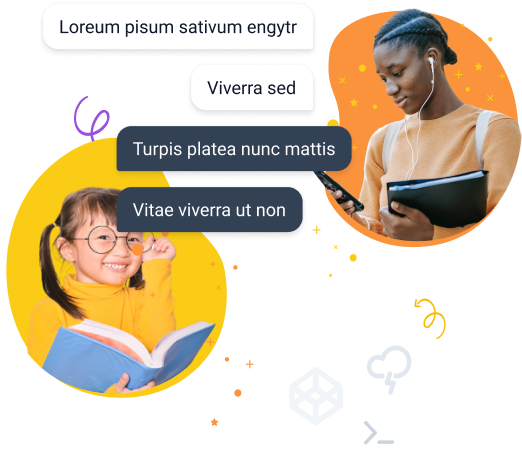 Loreum pisum sativum engytr
Viverra sed
Turpis platea nunc mattis
Vitae viverra ut non